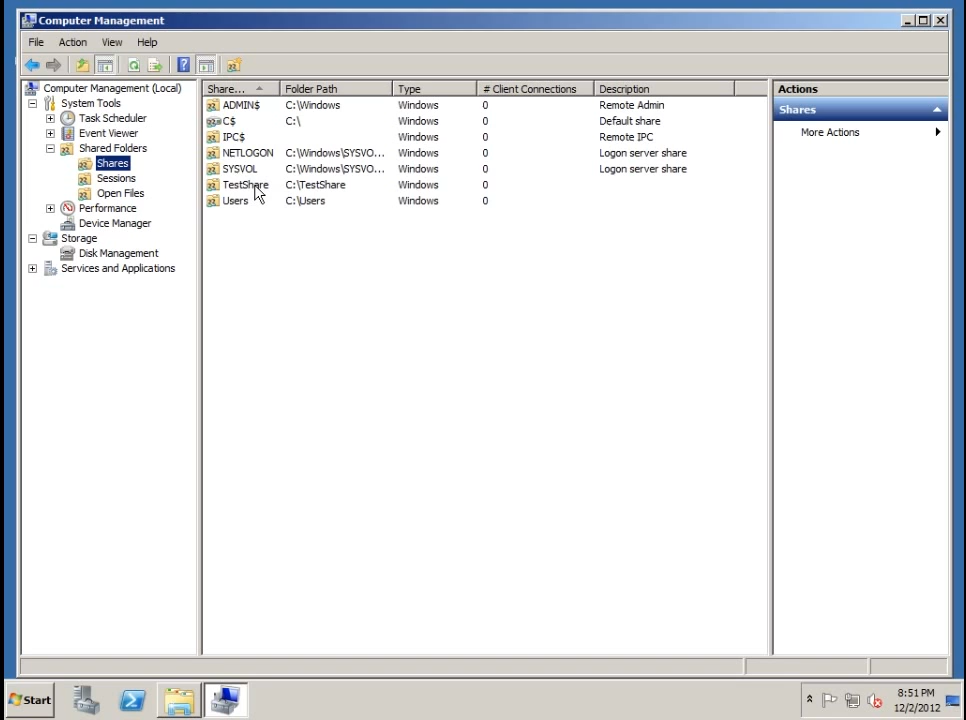 Computer Management
File Action View Help
Computer Management (Local)
System Tools
Task Scheduler
Event Viewer
Shared Folders
Shares
Sessions
Open Files
Performance
Device Manager
Storage
Disk Management
Services and Applications
Share... Folder Path Type # Client Connections Description
ADMIN$ C:\Windows Windows 0 Remote Admin
C$ C:\ Windows 0 Default share
IPC$ Windows 0 Remote IPC
NETLOGON C:\Windows\SYSVO... Windows 0 Logon server share
SYSVOL C:\Windows\SYSVO... Windows 0 Logon server share
TestShare C:\TestShare Windows 0
Users C:\Users Windows 0
Actions
Shares
More Actions
Start
8:51 PM
12/2/2012